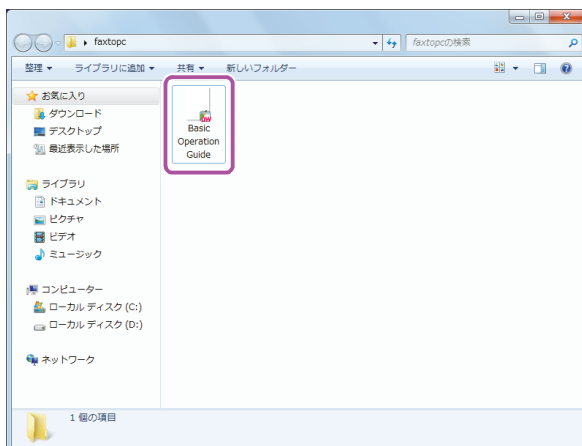 faxtopc
faxtopcの検索
整理
ライブラリに追加
共有
新しいフォルダー
お気に入り
ダウンロード
デスクトップ
最近表示した場所
ライブラリ
ドキュメント
ピクチャ
ビデオ
ミュージック
コンピューター
ローカル ディスク (C:)
ローカル ディスク (D:)
ネットワーク
Basic
Operation
Guide
1 個の項目